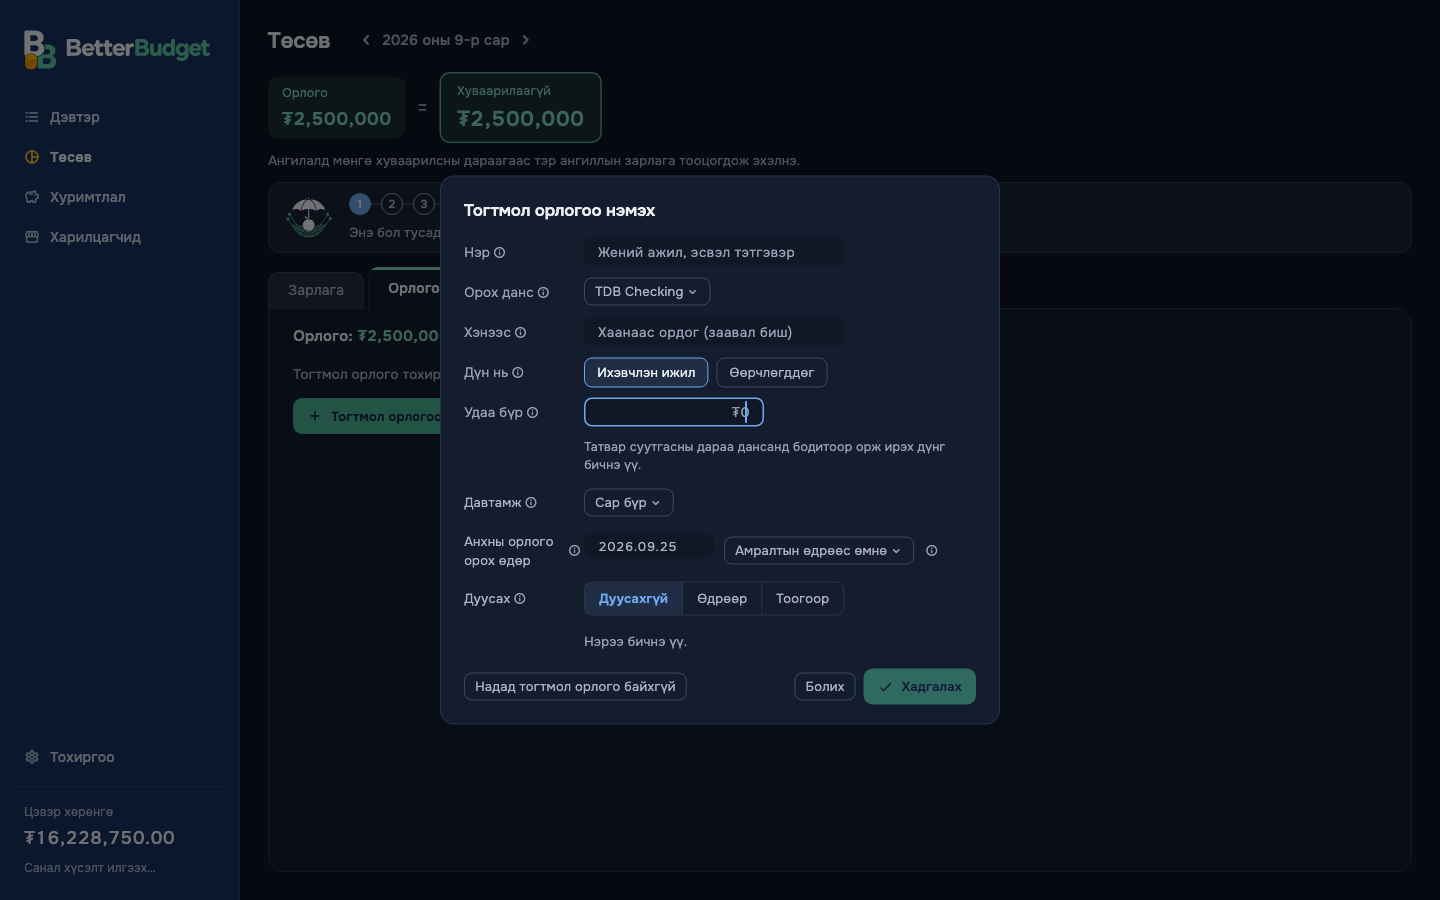 BetterBudget
Дэвтэр
Төсөв
Хуримтлал
Харилцагчид
Тохиргоо
Цэвэр хөрөнгө
₮16,228,750.00
Санал хүсэлт илгээх...
Төсөв
2026 оны 9-р сар
Орлого
₮2,500,000
=
Хуваарилаагүй
₮2,500,000
Ангилалд мөнгө хуваарилсны дараагаас тэр ангиллын зарлага тооцогдож эхэлнэ.
1 2 3
Энэ бол тусад
Зарлага
Орлого
Орлого: ₮2,500,00
Тогтмол орлого тохир
+ Тогтмол орлогоо
Тогтмол орлогоо нэмэх
Нэр
Жений ажил, эсвэл тэтгэвэр
Орох данс
TDB Checking
Хэнээс
Хаанаас ордог (заавал биш)
Дүн нь
Ихэвчлэн ижил
Өөрчлөгддөг
Удаа бүр
₮0
Татвар суутгасны дараа дансанд бодитоор орж ирэх дүнг
бичнэ үү.
Давтамж
Сар бүр
Анхны орлого
орох өдөр
2026.09.25
Амралтын өдрөөс өмнө
Дуусах
Дуусахгүй
Өдрөөр
Тоогоор
Нэрээ бичнэ үү.
Надад тогтмол орлого байхгүй
Болих
Хадгалах